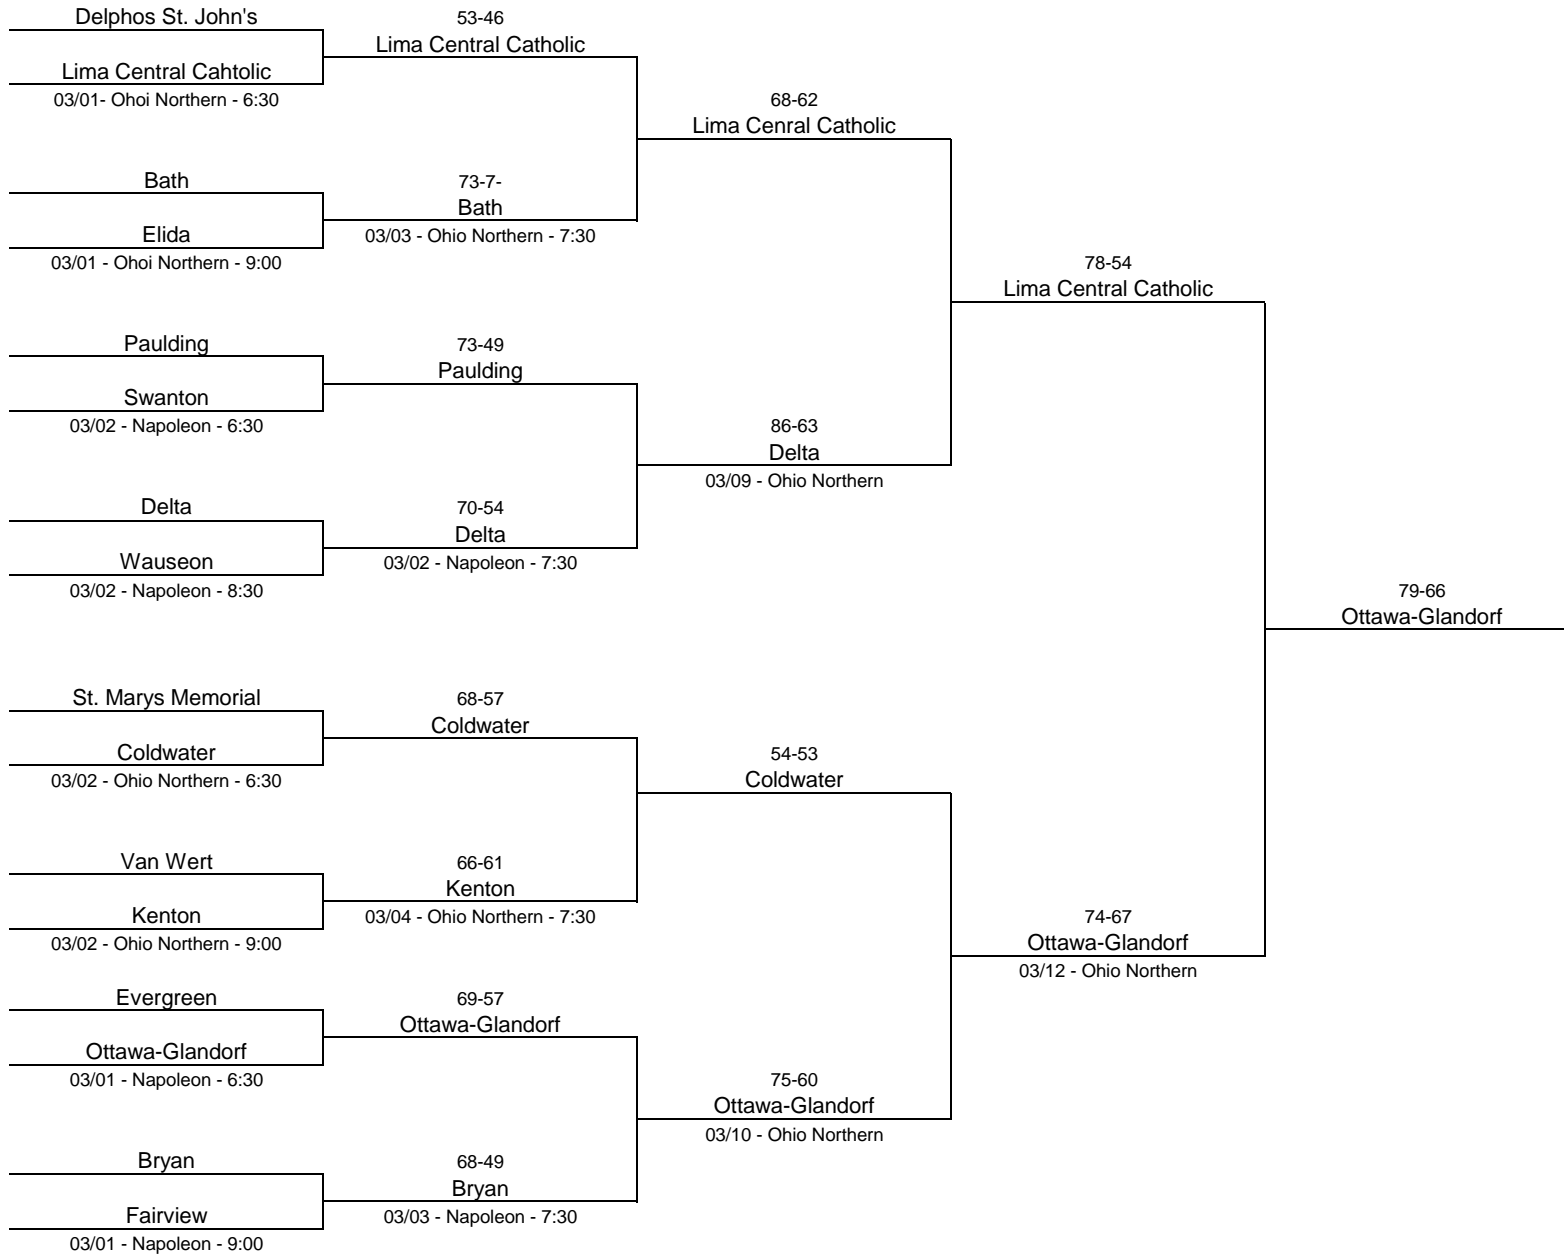 Delphos St. John's
Lima Central Cahtolic
03/01- Ohoi Northern - 6:30
Bath
Elida
03/01 - Ohoi Northern - 9:00
Paulding
Swanton
03/02 - Napoleon - 6:30
Delta
Wauseon
03/02 - Napoleon - 8:30
St. Marys Memorial
Coldwater
03/02 - Ohio Northern - 6:30
Van Wert
Kenton
03/02 - Ohio Northern - 9:00
Evergreen
Ottawa-Glandorf
03/01 - Napoleon - 6:30
Bryan
Fairview
03/01 - Napoleon - 9:00
53-46
Lima Central Catholic
73-7-
Bath
03/03 - Ohio Northern - 7:30
73-49
Paulding
70-54
Delta
03/02 - Napoleon - 7:30
68-57
Coldwater
66-61
Kenton
03/04 - Ohio Northern - 7:30
69-57
Ottawa-Glandorf
68-49
Bryan
03/03 - Napoleon - 7:30
68-62
Lima Cenral Catholic
86-63
Delta
03/09 - Ohio Northern
54-53
Coldwater
75-60
Ottawa-Glandorf
03/10 - Ohio Northern
78-54
Lima Central Catholic
74-67
Ottawa-Glandorf
03/12 - Ohio Northern
79-66
Ottawa-Glandorf